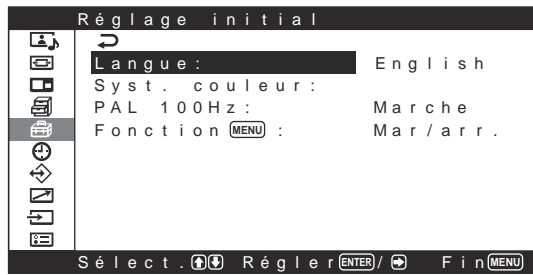 Réglage initial
Langue: English
Syst. couleur:
PAL 100Hz: Marche
Fonction MENU : Mar/arr.
Sélect. Régler ENTER / Fin MENU